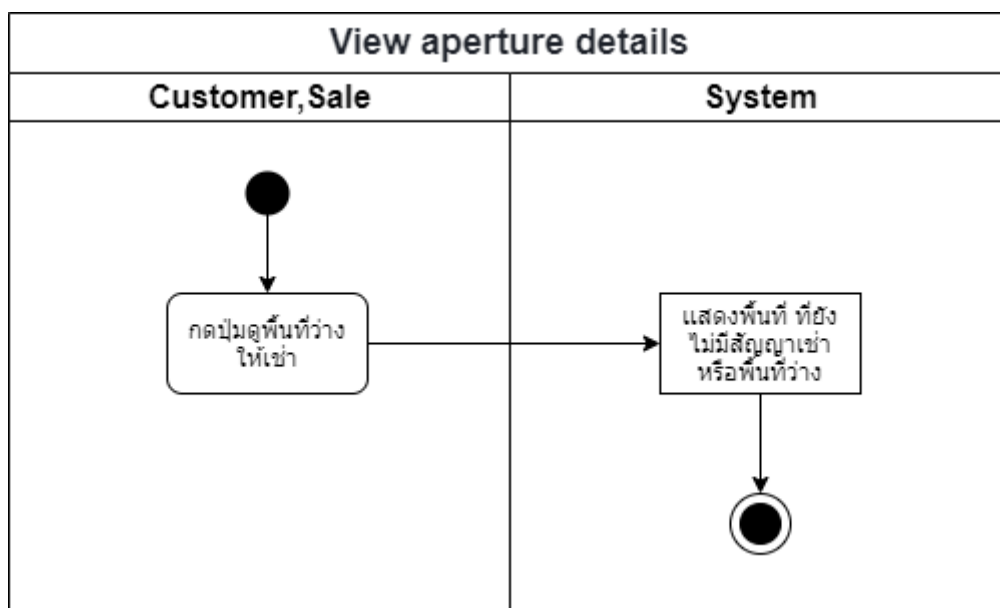 View aperture details
Customer,Sale
System
กดปุ่มดูพื้นที่ว่าง
ให้เช่า
แสดงพื้นที่ ที่ยัง
ไม่มีสัญญาเช่า
หรือพื้นที่ว่าง